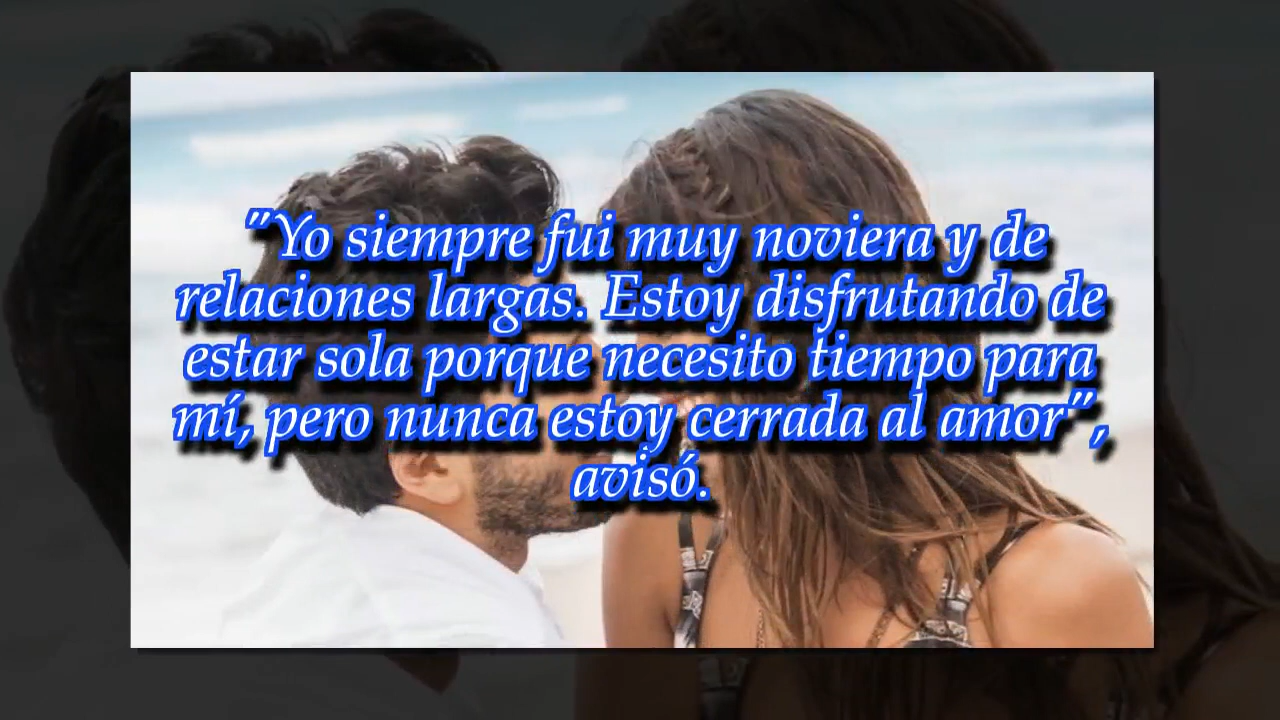 "Yo siempre fui muy noviera y de
relaciones largas. Estoy disfrutando de
estar sola porque necesito tiempo para
mí, pero nunca estoy cerrada al amor",
avisó.